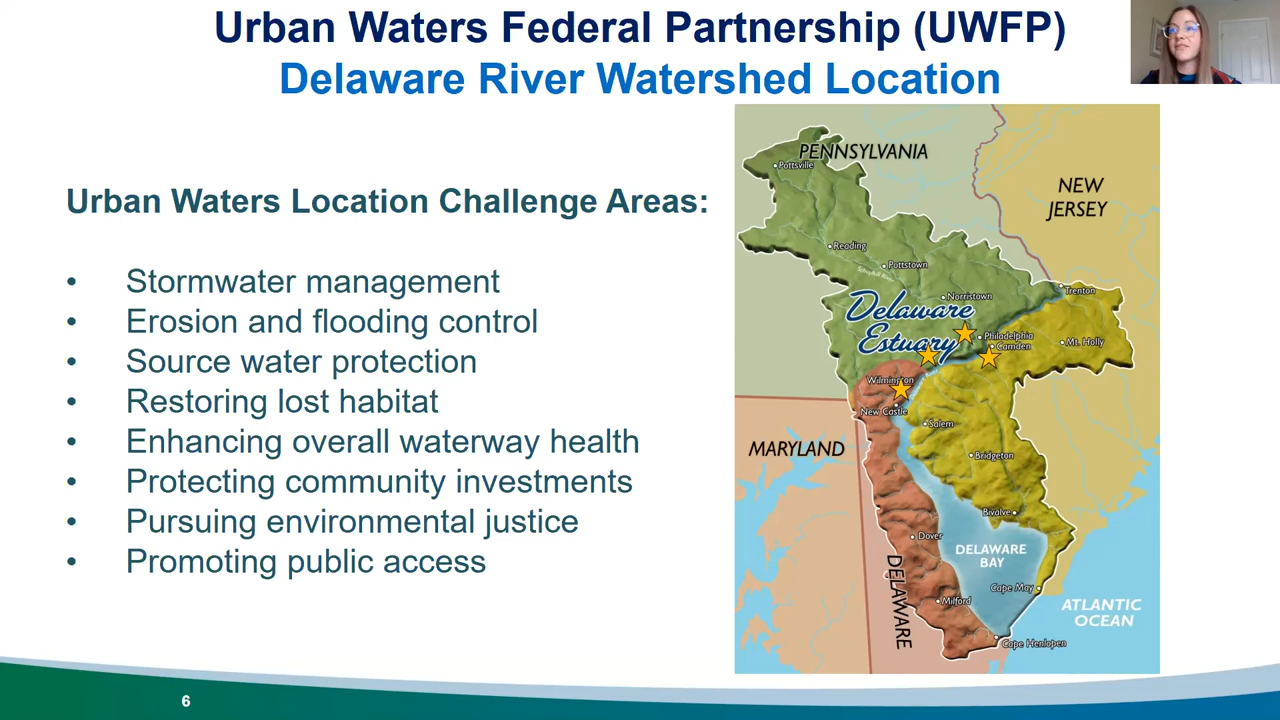 Urban Waters Federal Partnership (UWFP)
Delaware River Watershed Location
Urban Waters Location Challenge Areas:
• Stormwater management
• Erosion and flooding control
• Source water protection
• Restoring lost habitat
• Enhancing overall waterway health
• Protecting community investments
• Pursuing environmental justice
• Promoting public access
PENNSYLVANIA
Pottsville
NEW
JERSEY
Reading
Pottstown
Norristown
Trenton
Delaware
Estuary
Philadelphia
Camden
Mt. Holly
Wilmington
New Castle
Salem
MARYLAND
Bridgeton
Bivalve
Dover
DELAWARE
BAY
DELAWARE
Cape May
Milford
ATLANTIC
OCEAN
Cape Henlopen
6